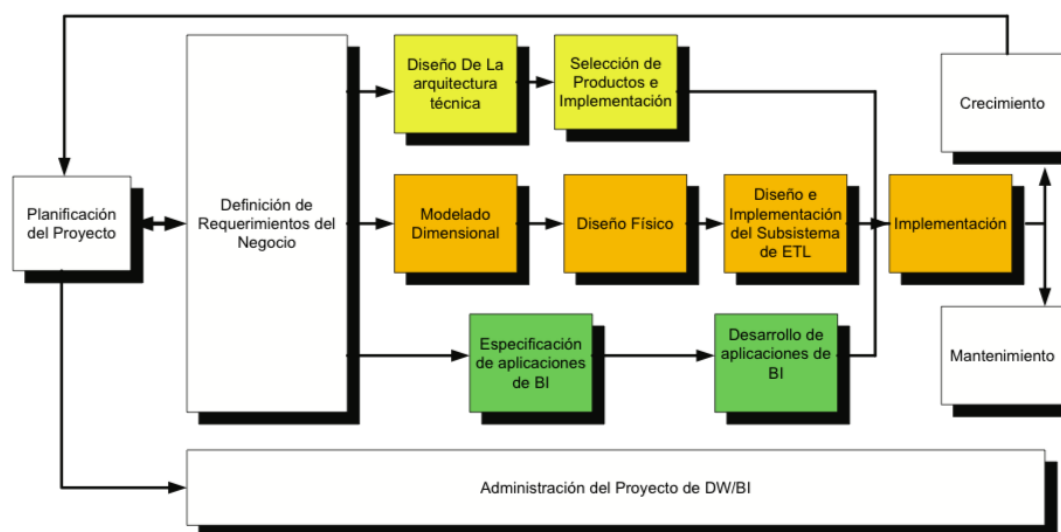 Planificación
del Proyecto
Definición de
Requerimientos del
Negocio
Diseño De La
arquitectura
técnica
Selección de
Productos e
Implementación
Modelado
Dimensional
Diseño Físico
Diseño e
Implementación
del Subsistema
de ETL
Implementación
Especificación
de aplicaciones
de BI
Desarrollo de
aplicaciones de
BI
Crecimiento
Mantenimiento
Administración del Proyecto de DW/BI